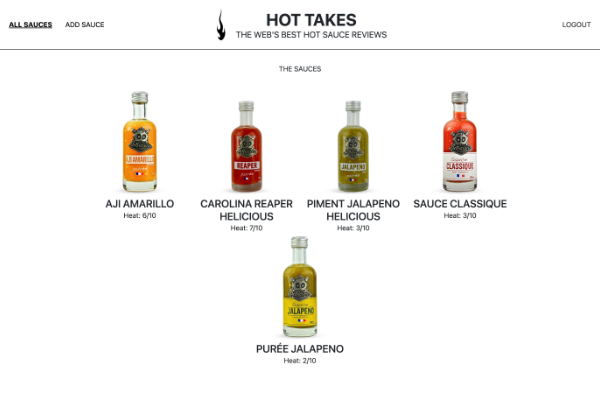 ALL SAUCES
ADD SAUCE
HOT TAKES
THE WEB'S BEST HOT SAUCE REVIEWS
LOGOUT
THE SAUCES
AJI AMARILLO
REAPER
JALAPENO
CLASSIQUE
AJI AMARILLO
Heat: 6/10
CAROLINA REAPER
HELICIOUS
Heat: 7/10
PIMENT JALAPENO
HELICIOUS
Heat: 3/10
SAUCE CLASSIQUE
Heat: 3/10
JALAPENO
PURÉE JALAPENO
Heat: 2/10